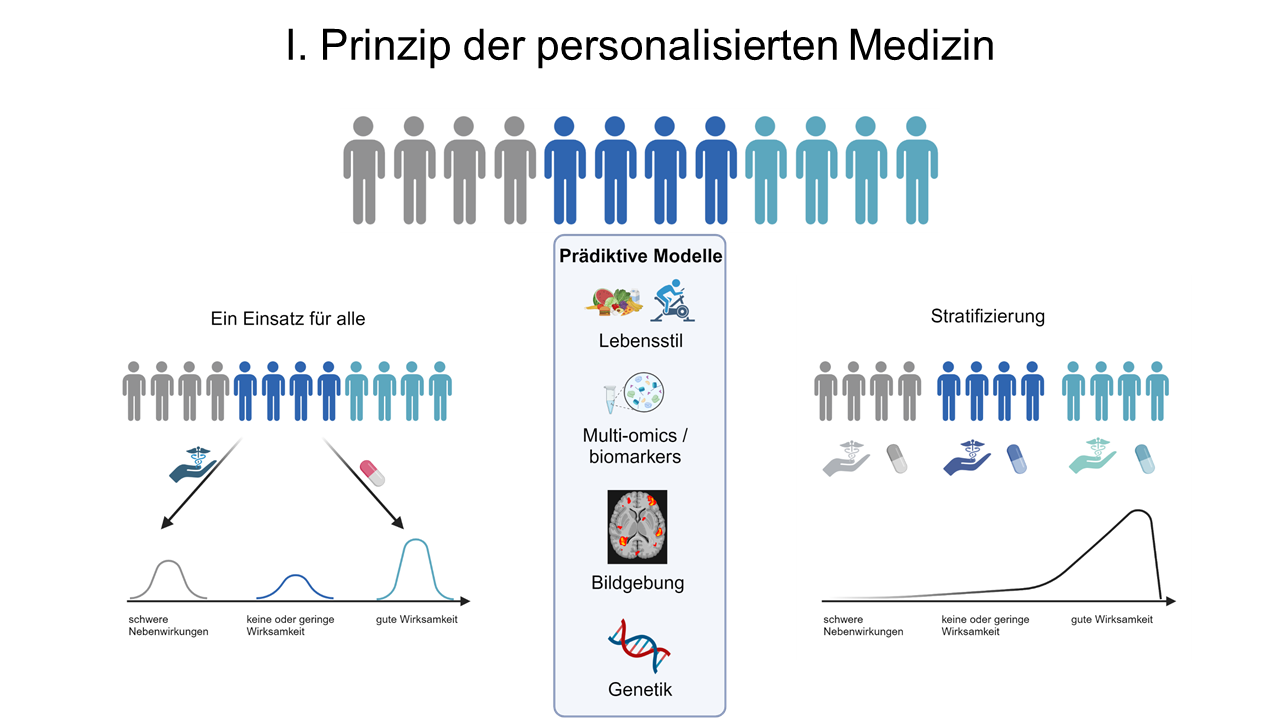 I. Prinzip der personalisierten Medizin
Prädiktive Modelle
Lebensstil
Multi-omics /
biomarkers
Bildgebung
Genetik
Ein Einsatz für alle
schwere
Nebenwirkungen
keine oder geringe
Wirksamkeit
gute Wirksamkeit
Stratifizierung
schwere
Nebenwirkungen
keine oder geringe
Wirksamkeit
gute Wirksamkeit